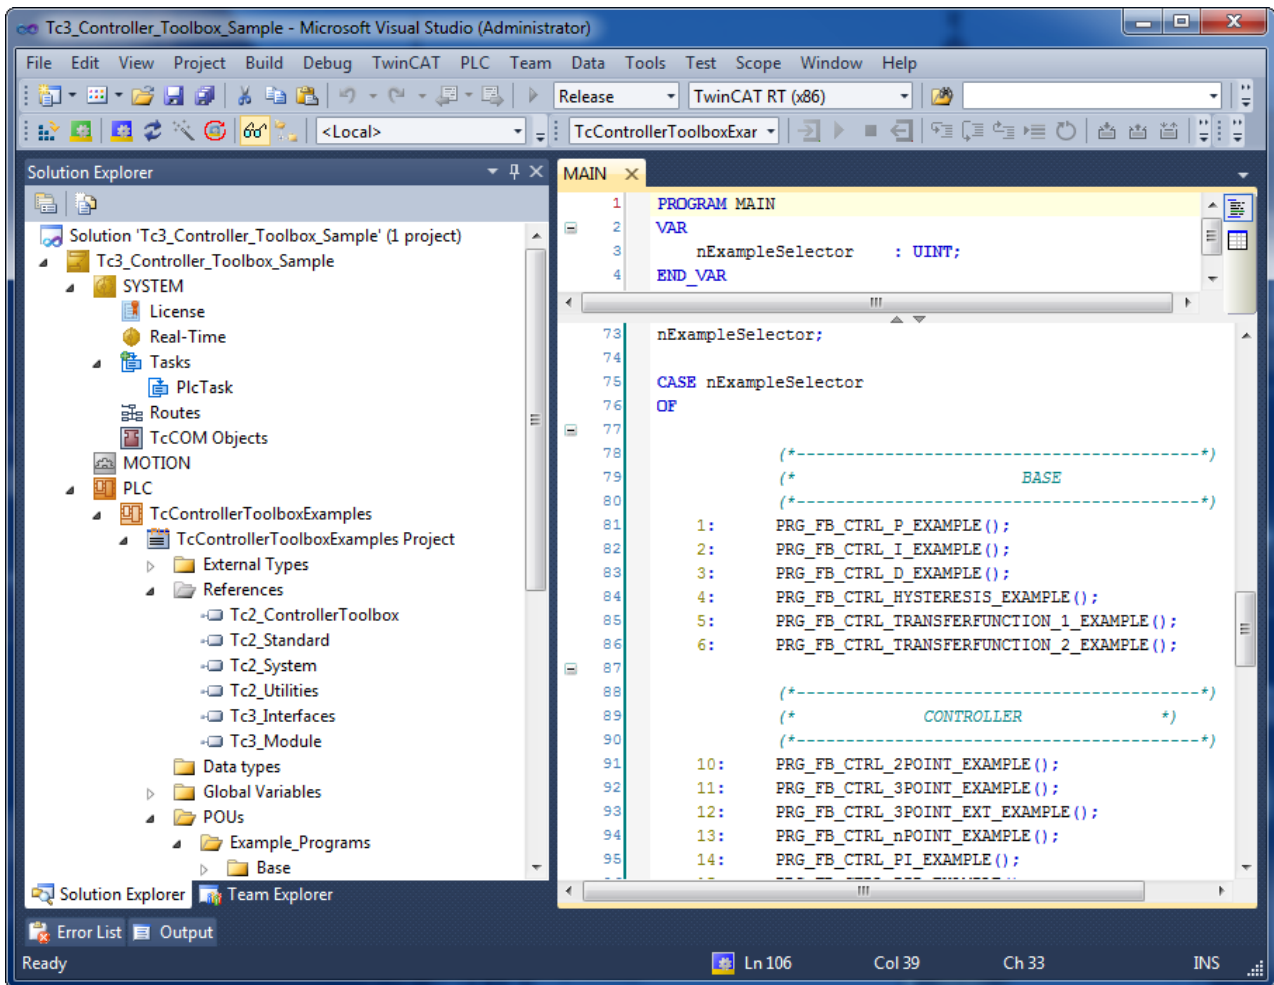 Tc3_Controller_Toolbox_Sample - Microsoft Visual Studio (Administrator)
File Edit View Project Build Debug TwinCAT PLC Team Data Tools Test Scope Window Help
Release TwinCAT RT (x86)
<Local> TcControllerToolboxExar
Solution Explorer
Solution 'Tc3_Controller_Toolbox_Sample' (1 project)
Tc3_Controller_Toolbox_Sample
SYSTEM
License
Real-Time
Tasks
PlcTask
Routes
TcCOM Objects
MOTION
PLC
TcControllerToolboxExamples
TcControllerToolboxExamples Project
External Types
References
Tc2_ControllerToolbox
Tc2_Standard
Tc2_System
Tc2_Utilities
Tc3_Interfaces
Tc3_Module
Data types
Global Variables
POUs
Example_Programs
Base
Solution Explorer Team Explorer
MAIN
1 PROGRAM MAIN
2 VAR
3 nExampleSelector : UINT;
4 END_VAR
73 nExampleSelector;
74
75 CASE nExampleSelector
76 OF
77
78 (*-----------------------------------------*)
79 (* BASE
80 (*-----------------------------------------*)
81 1: PRG_FB_CTRL_P_EXAMPLE();
82 2: PRG_FB_CTRL_I_EXAMPLE();
83 3: PRG_FB_CTRL_D_EXAMPLE();
84 4: PRG_FB_CTRL_HYSTERESIS_EXAMPLE();
85 5: PRG_FB_CTRL_TRANSFERFUNCTION_1_EXAMPLE();
86 6: PRG_FB_CTRL_TRANSFERFUNCTION_2_EXAMPLE();
87
88 (*-----------------------------------------*)
89 (* CONTROLLER *)
90 (*-----------------------------------------*)
91 10: PRG_FB_CTRL_2POINT_EXAMPLE();
92 11: PRG_FB_CTRL_3POINT_EXAMPLE();
93 12: PRG_FB_CTRL_3POINT_EXT_EXAMPLE();
94 13: PRG_FB_CTRL_nPOINT_EXAMPLE();
95 14: PRG_FB_CTRL_PI_EXAMPLE();
Error List Output
Ready Ln 106 Col 39 Ch 33 INS